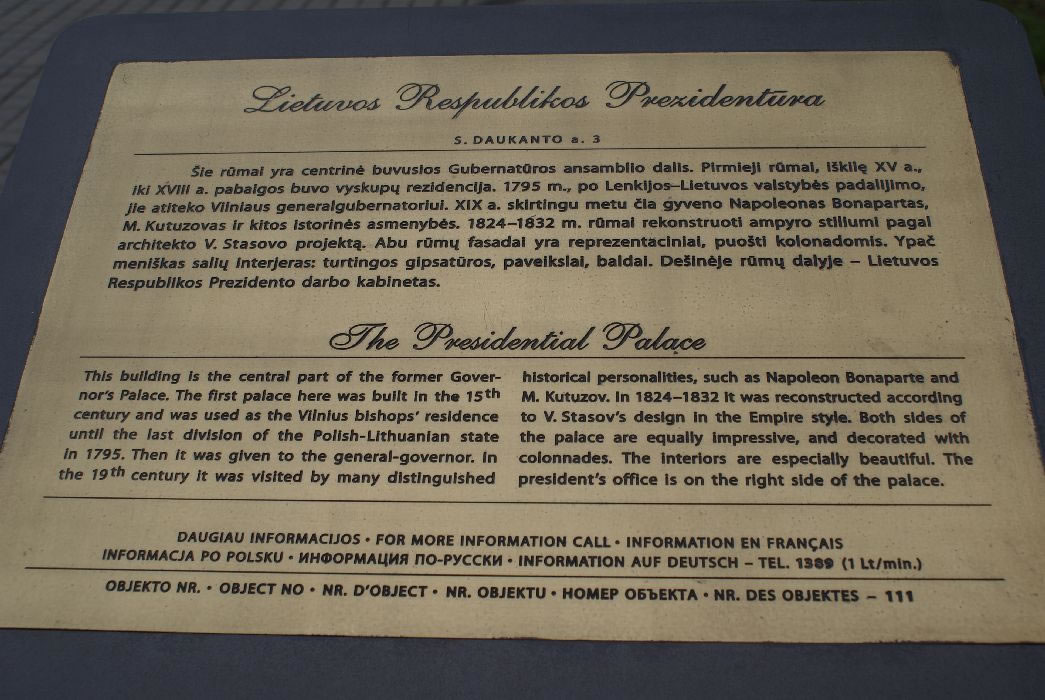 Lietuvos Respublikos Prezidentūra
S. DAUKANTO a. 3
Šie rūmai yra centrinė buvusios Gubernatūros ansamblio dalis. Pirmieji rūmai, iškilę XV a.,
iki XVIII a. pabaigos buvo vyskupų rezidencija. 1795 m., po Lenkijos–Lietuvos valstybės padalijimo,
jie atiteko Vilniaus generalgubernatoriui. XIX a. skirtingu metu čia gyveno Napoleonas Bonapartas,
M. Kutuzovas ir kitos istorinės asmenybės. 1824–1832 m. rūmai rekonstruoti ampyro stiliumi pagal
architekto V. Stasovo projektą. Abu rūmų fasadai yra reprezentaciniai, puošti kolonadomis. Ypač
meniškas salių interjeras: turtingos gipsatūros, paveikslai, baldai. Dešinėje rūmų dalyje – Lietuvos
Respublikos Prezidento darbo kabinetas.
The Presidential Palace
This building is the central part of the former Gover-
nor's Palace. The first palace here was built in the 15th
century and was used as the Vilnius bishops' residence
until the last division of the Polish-Lithuanian state
in 1795. Then it was given to the general-governor. In
the 19th century it was visited by many distinguished
historical personalities, such as Napoleon Bonaparte and
M. Kutuzov. In 1824–1832 it was reconstructed according
to V. Stasov's design in the Empire style. Both sides of
the palace are equally impressive, and decorated with
colonnades. The interiors are especially beautiful. The
president's office is on the right side of the palace.
DAUGIAU INFORMACIJOS • FOR MORE INFORMATION CALL • INFORMATION EN FRANÇAIS
INFORMACJA PO POLSKU • ИНФОРМАЦИЯ ПО-РУССКИ • INFORMATION AUF DEUTSCH – TEL. 1389 (1 Lt/min.)
OBJEKTO NR. • OBJECT NO • NR. D'OBJECT • NR. OBJEKTU • НОМЕР ОБЪЕКТА • NR. DES OBJEKTES – 111